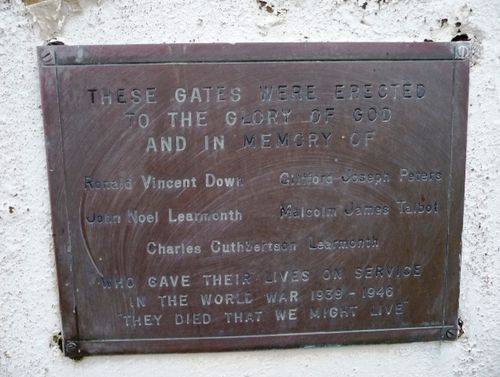 THESE GATES WERE ERECTED
TO THE GLORY OF GOD
AND IN MEMORY OF
Ronald Vincent Down Clifford Joseph Peters
John Noel Learmonth Malcolm James Talbot
Charles Cuthbertson Learmonth
WHO GAVE THEIR LIVES ON SERVICE
IN THE WORLD WAR 1939 - 1946
"THEY DIED THAT WE MIGHT LIVE"